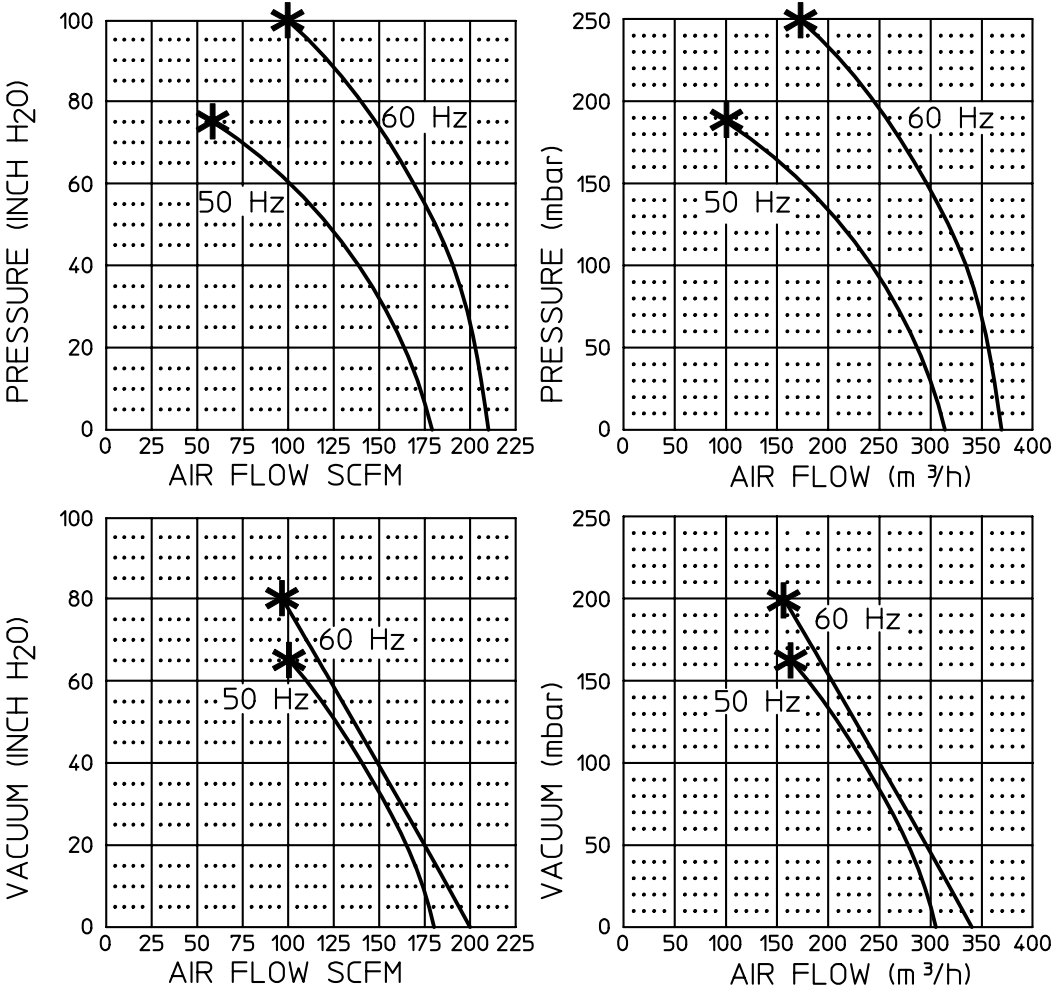 PRESSURE (INCH H2O)
100
80
60
40
20
0
60 Hz
50 Hz
0 25 50 75 100 125 150 175 200 225
AIR FLOW SCFM
PRESSURE (mbar)
250
200
150
100
50
0
60 Hz
50 Hz
0 50 100 150 200 250 300 350 400
AIR FLOW (m³/h)
VACUUM (INCH H2O)
100
80
60
40
20
0
60 Hz
50 Hz
0 25 50 75 100 125 150 175 200 225
AIR FLOW SCFM
VACUUM (mbar)
250
200
150
100
50
0
60 Hz
50 Hz
0 50 100 150 200 250 300 350 400
AIR FLOW (m³/h)